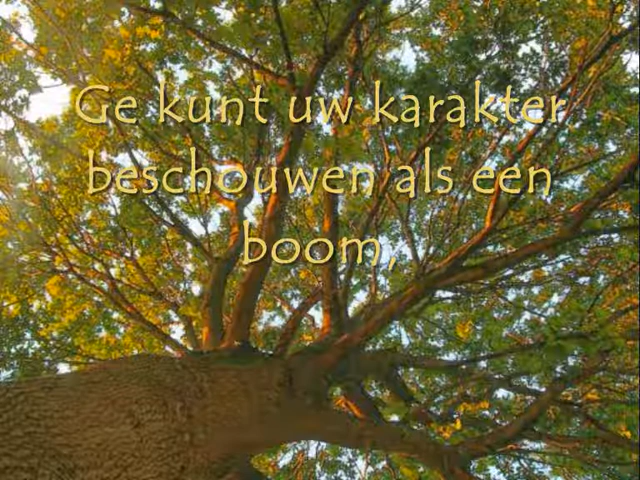 Ge kunt uw karakter
beschouwen als een
boom,